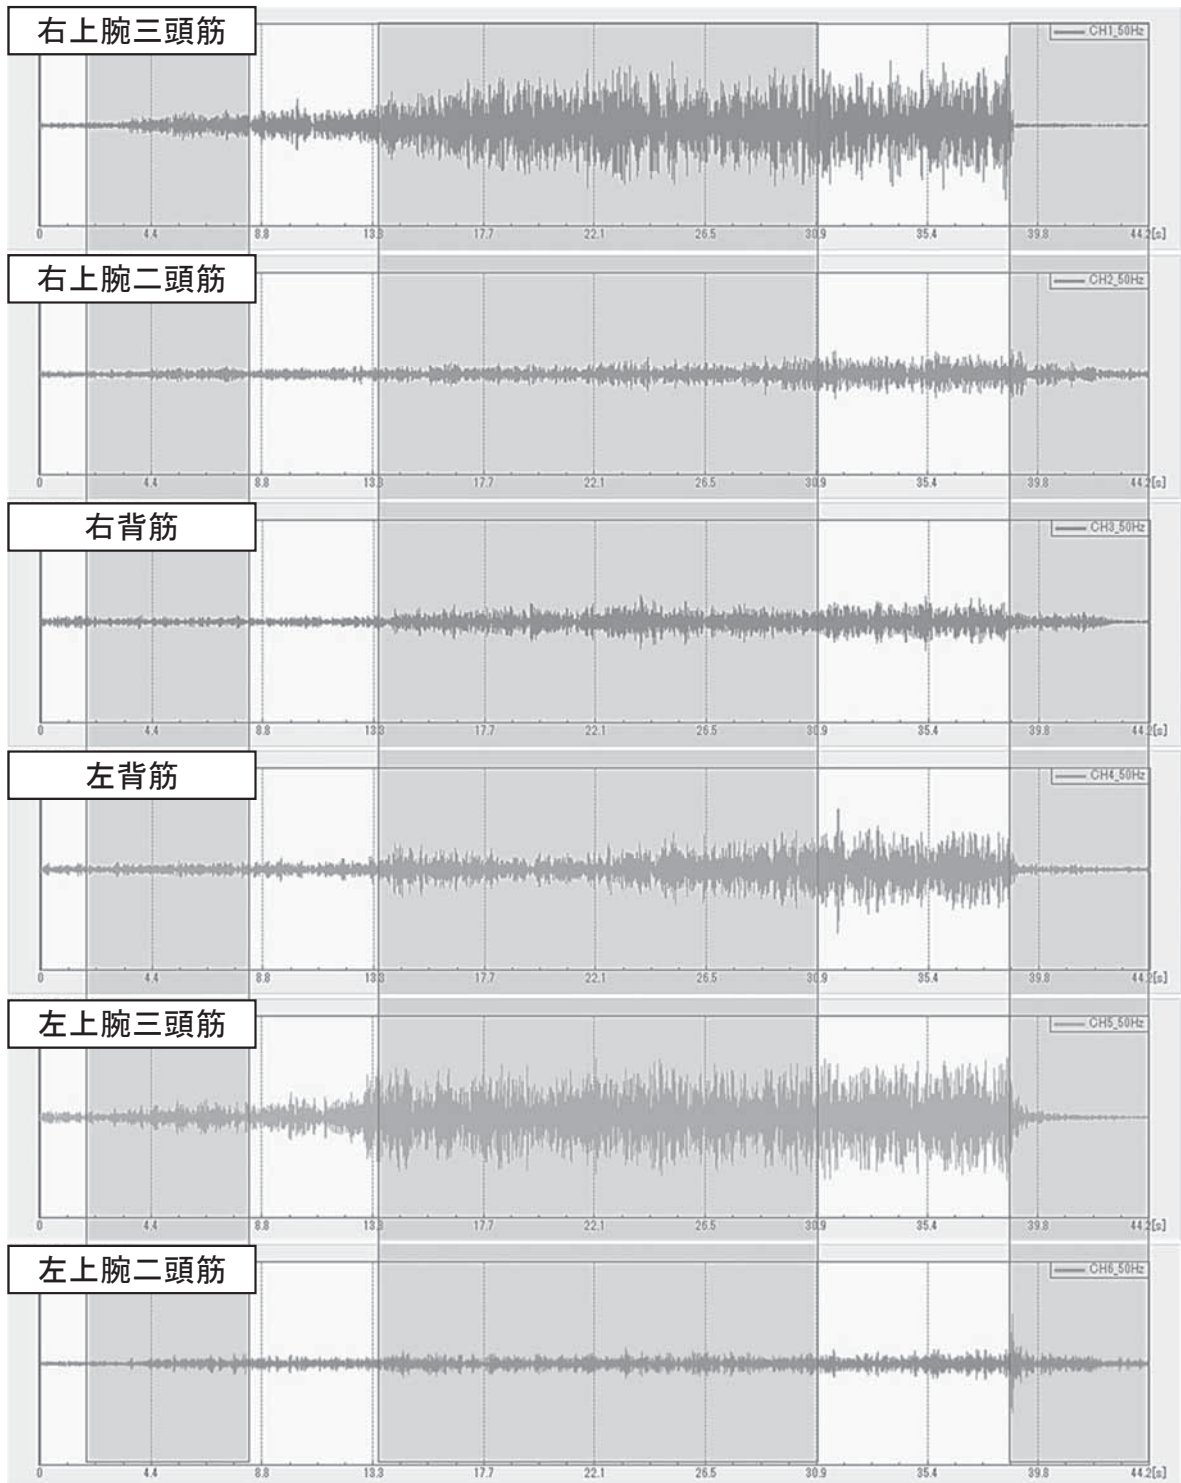 右上腕三頭筋
CH1_50Hz
0 4.4 8.8 13.3 17.7 22.1 26.5 30.9 35.4 39.8 44.2[s]
右上腕二頭筋
CH2_50Hz
0 4.4 8.8 13.3 17.7 22.1 26.5 30.9 35.4 39.8 44.2[s]
右背筋
CH3_50Hz
0 4.4 8.8 13.3 17.7 22.1 26.5 30.9 35.4 39.8 44.2[s]
左背筋
CH4_50Hz
0 4.4 8.8 13.3 17.7 22.1 26.5 30.9 35.4 39.8 44.2[s]
左上腕三頭筋
CH5_50Hz
0 4.4 8.8 13.3 17.7 22.1 26.5 30.9 35.4 39.8 44.2[s]
左上腕二頭筋
CH6_50Hz
0 4.4 8.8 13.3 17.7 22.1 26.5 30.9 35.4 39.8 44.2[s]